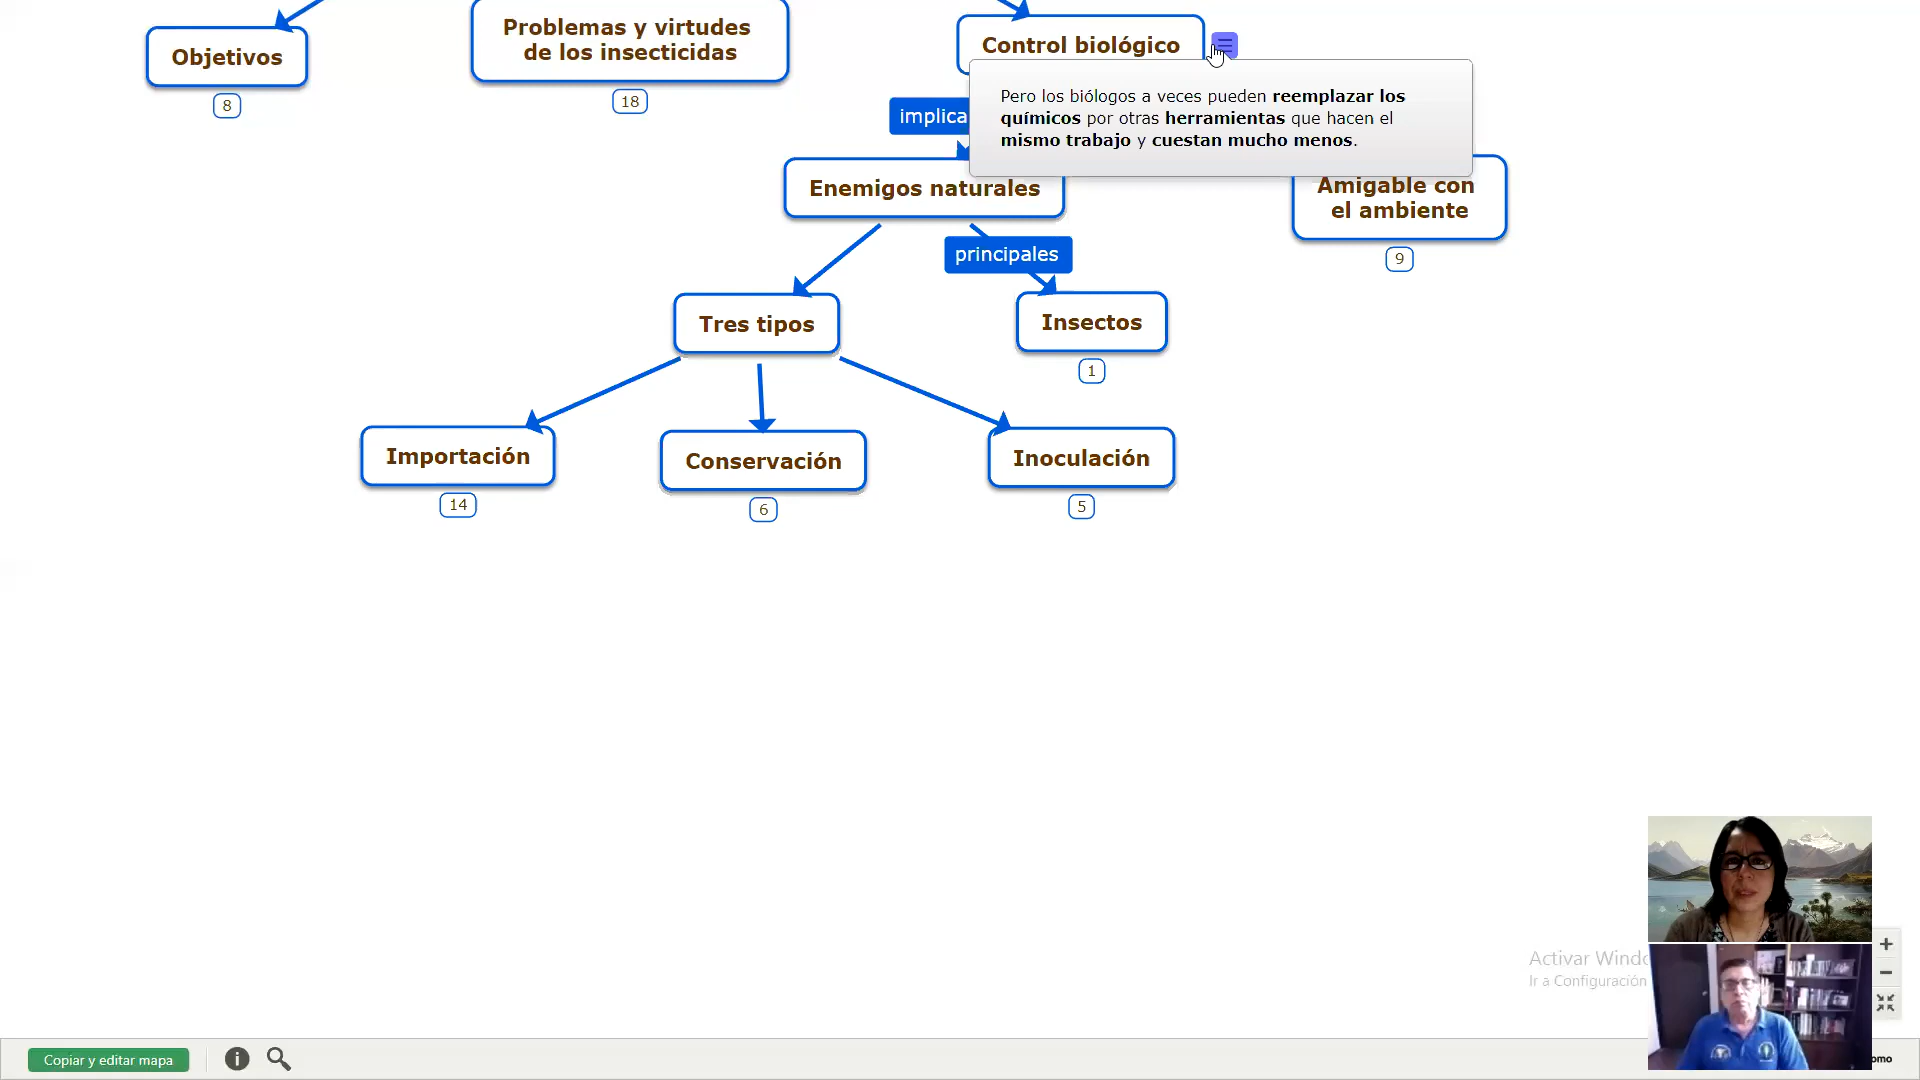 Objetivos
8
Problemas y virtudes
de los insecticidas
18
Control biológico
Pero los biólogos a veces pueden reemplazar los
químicos por otras herramientas que hacen el
mismo trabajo y cuestan mucho menos.
implica
Enemigos naturales
Amigable con
el ambiente
9
principales
Tres tipos
Insectos
1
Importación
14
Conservación
6
Inoculación
5
Activar Windo
Ir a Configuración
Copiar y editar mapa
omo